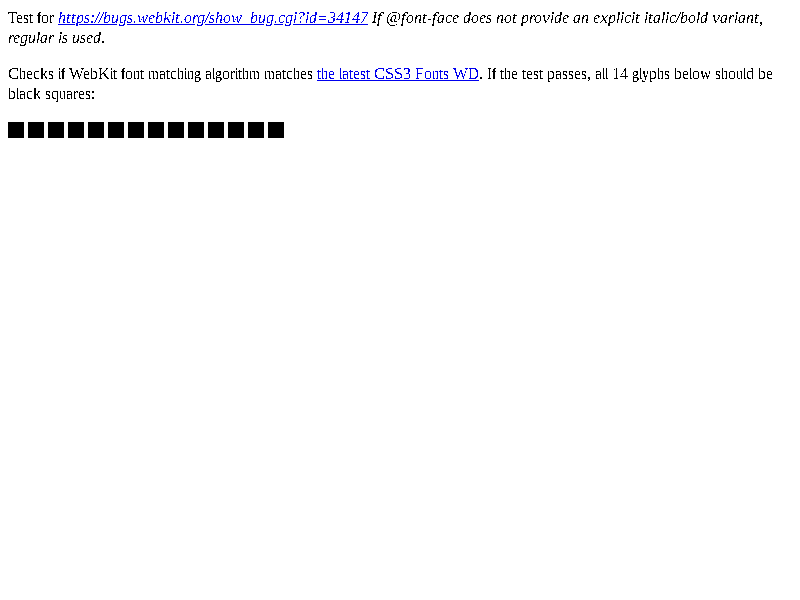 Test for https://bugs.webkit.org/show_bug.cgi?id=34147 If @font-face does not provide an explicit italic/bold variant,
regular is used.
Checks if WebKit font matching algorithm matches the latest CSS3 Fonts WD. If the test passes, all 14 glyphs below should be
black squares: